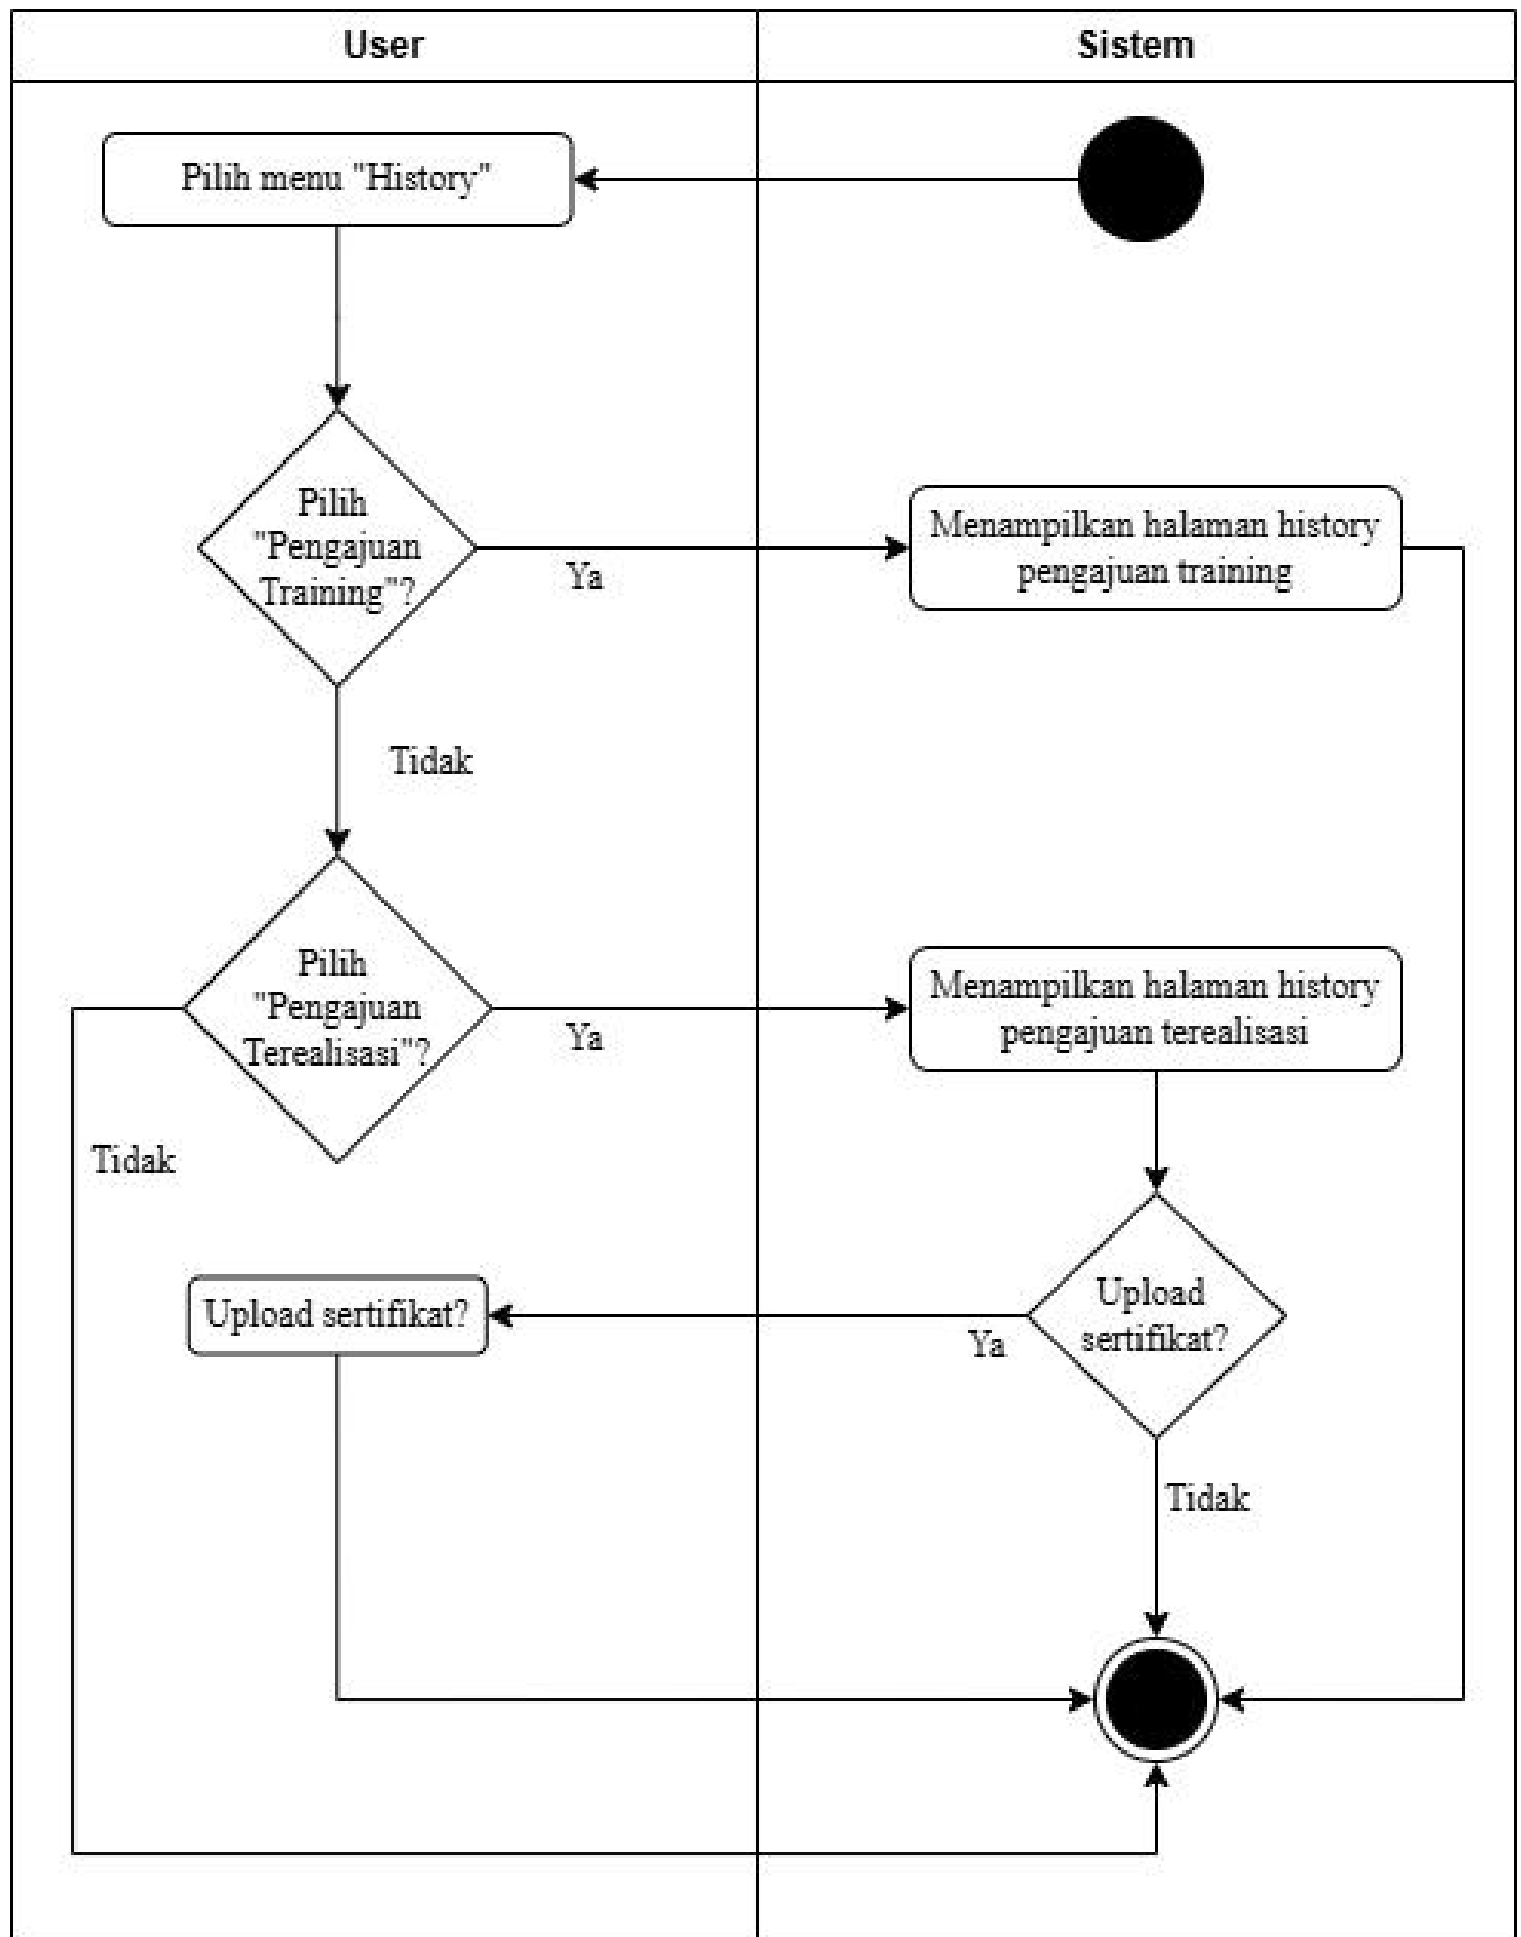 User
Sistem
Pilih menu "History"
Pilih
"Pengajuan
Training"?
Ya
Menampilkan halaman history
pengajuan training
Tidak
Pilih
"Pengajuan
Terealisasi"?
Ya
Menampilkan halaman history
pengajuan terealisasi
Tidak
Upload sertifikat?
Ya
Upload
sertifikat?
Tidak